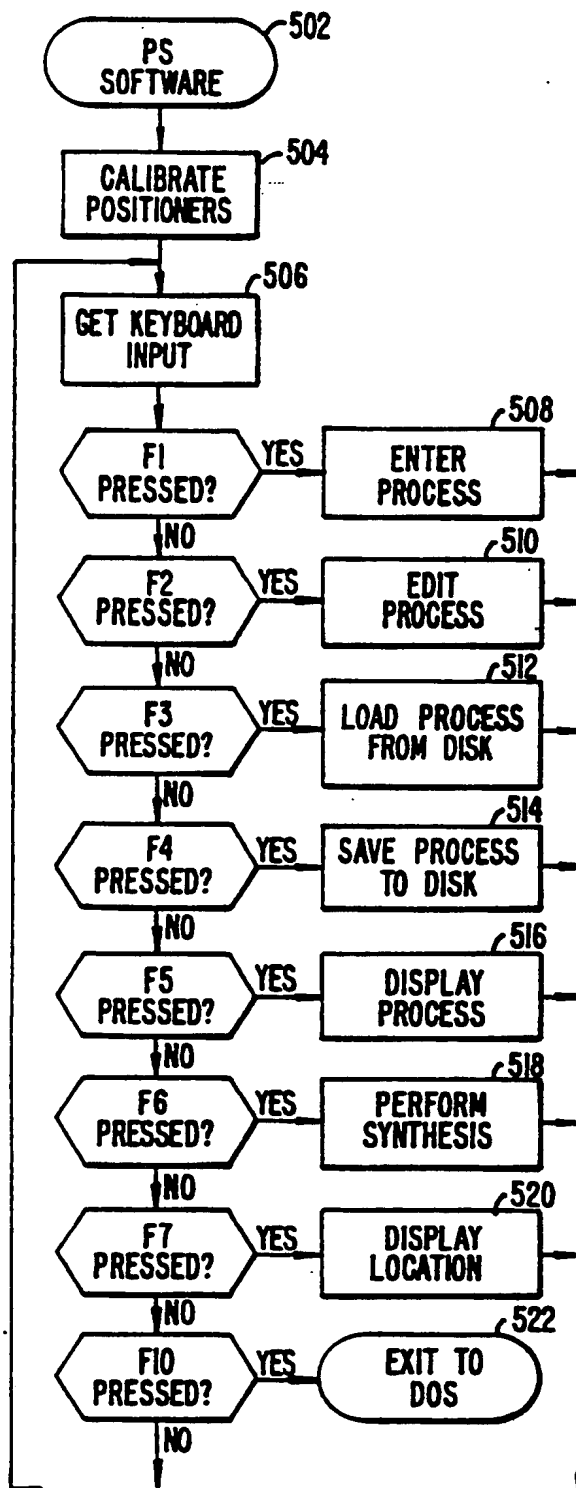 502
PS
SOFTWARE
504
CALIBRATE
POSITIONERS
506
GET KEYBOARD
INPUT
508
F1
PRESSED?
YES
ENTER
PROCESS
NO
510
F2
PRESSED?
YES
EDIT
PROCESS
NO
512
F3
PRESSED?
YES
LOAD PROCESS
FROM DISK
NO
514
F4
PRESSED?
YES
SAVE PROCESS
TO DISK
NO
516
F5
PRESSED?
YES
DISPLAY
PROCESS
NO
518
F6
PRESSED?
YES
PERFORM
SYNTHESIS
NO
520
F7
PRESSED?
YES
DISPLAY
LOCATION
NO
522
F10
PRESSED?
YES
EXIT TO
DOS
NO